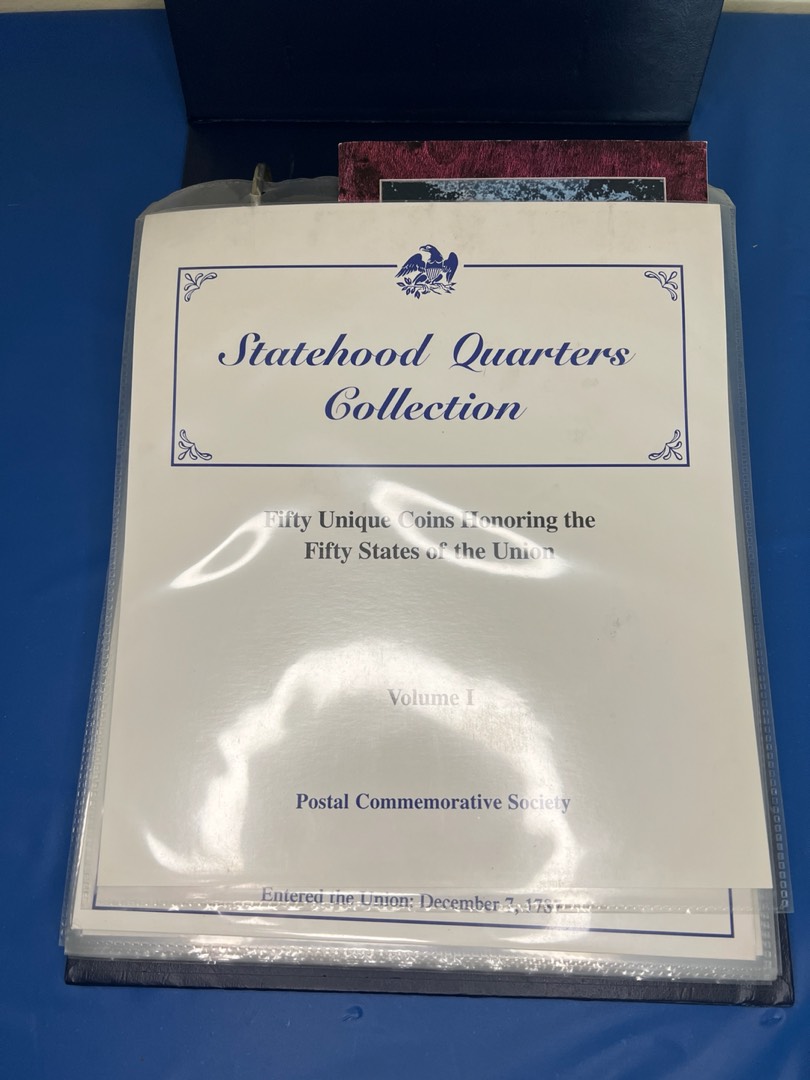 Statehood Quarters
Collection
Fifty Unique Coins Honoring the
Fifty States of the Union
Volume I
Postal Commemorative Society
Entered the Union: December 7, 1787